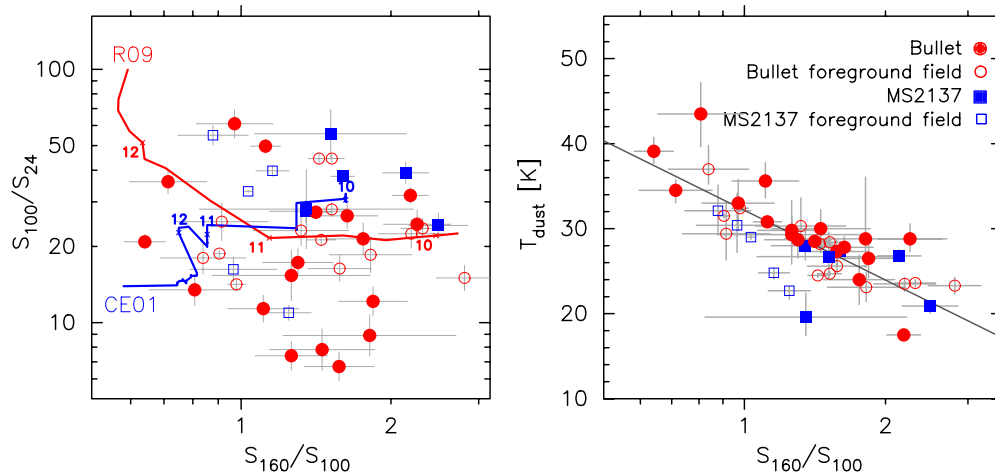 R09
12
11
10
10
12
11
CE01
100
50
20
10
1
2
S₁₀₀/S₂₄
S₁₆₀/S₁₀₀
Bullet
Bullet foreground field
MS2137
MS2137 foreground field
50
40
30
20
10
1
2
T_dust [K]
S₁₆₀/S₁₀₀